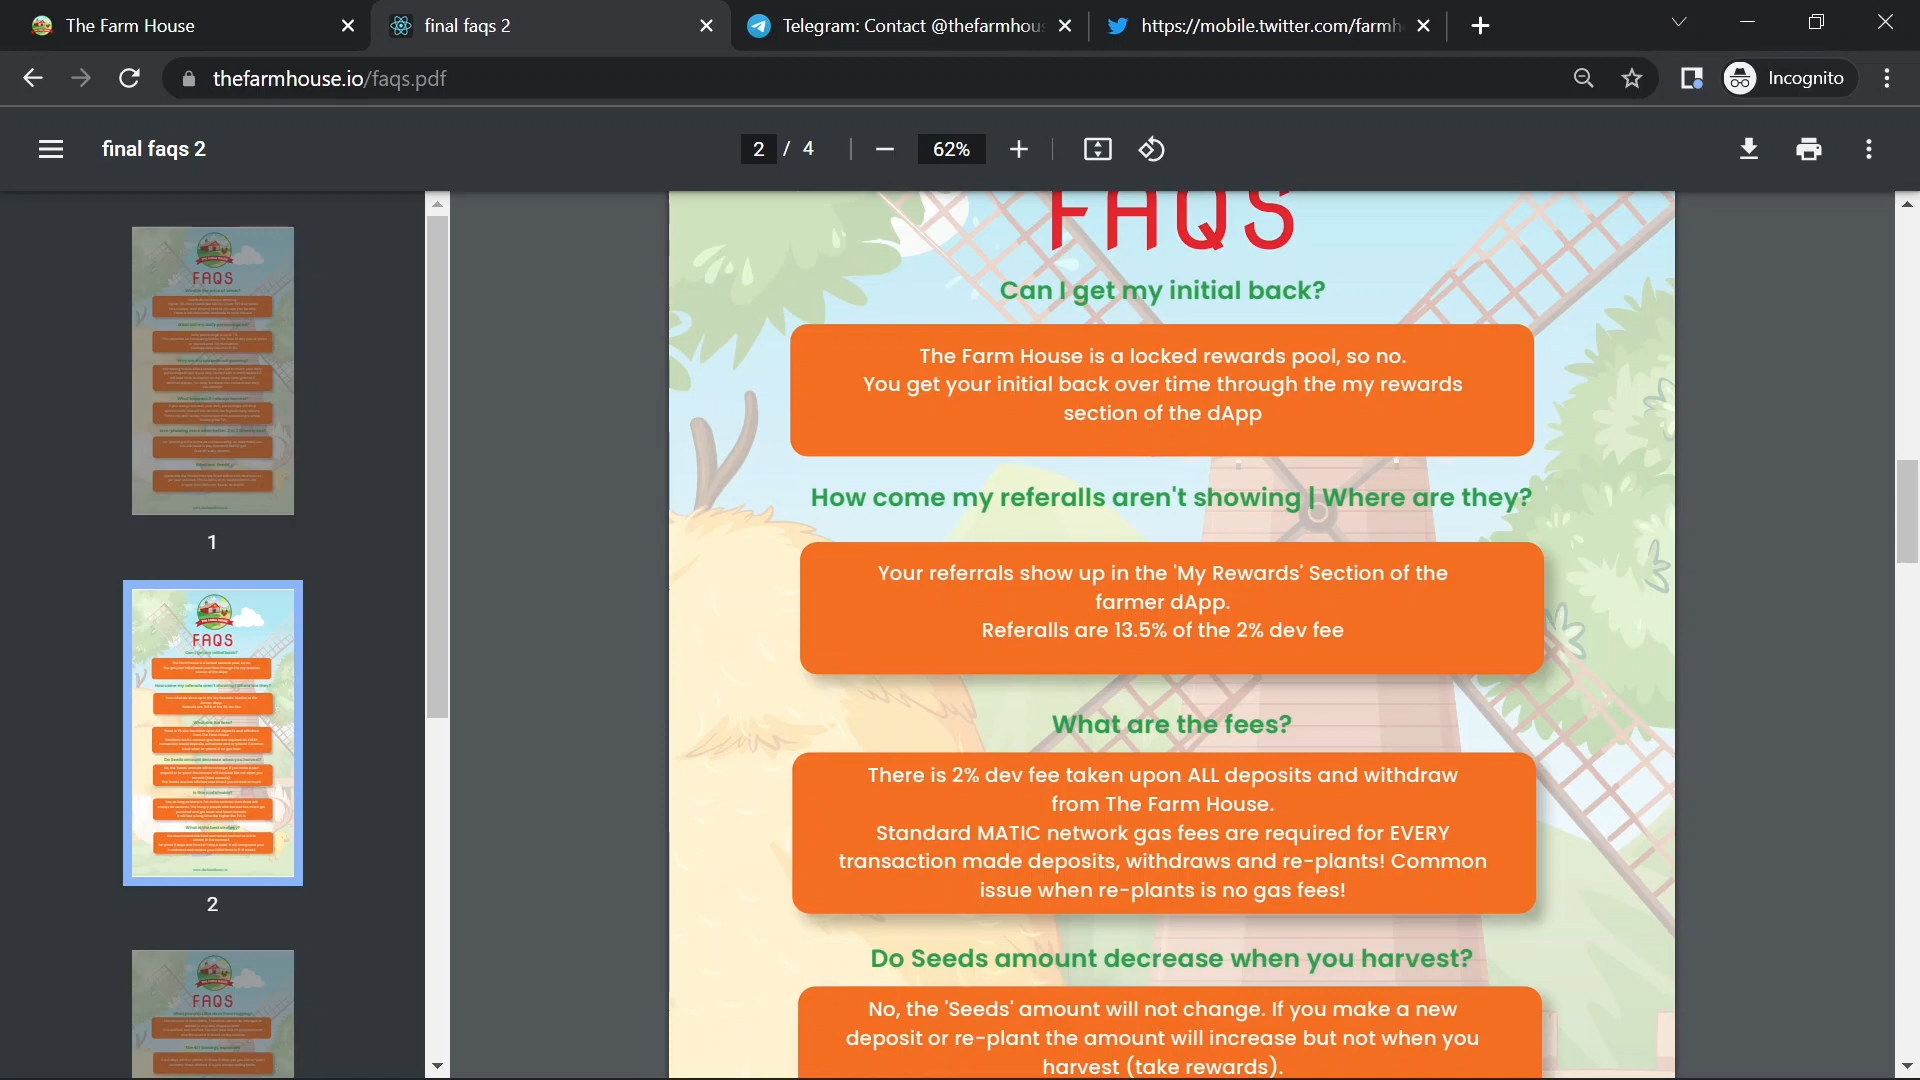 The Farm House
final faqs 2
Telegram: Contact @thefarmhous
https://mobile.twitter.com/farmh
thefarmhouse.io/faqs.pdf
Incognito
final faqs 2
2 / 4
62%
FAQS
1
FAQS
2
FAQS
FAQS
Can I get my initial back?
The Farm House is a locked rewards pool, so no.
You get your initial back over time through the my rewards
section of the dApp
How come my referalls aren't showing | Where are they?
Your referrals show up in the 'My Rewards' Section of the
farmer dApp.
Referalls are 13.5% of the 2% dev fee
What are the fees?
There is 2% dev fee taken upon ALL deposits and withdraw
from The Farm House.
Standard MATIC network gas fees are required for EVERY
transaction made deposits, withdraws and re-plants! Common
issue when re-plants is no gas fees!
Do Seeds amount decrease when you harvest?
No, the 'Seeds' amount will not change. If you make a new
deposit or re-plant the amount will increase but not when you
harvest (take rewards).